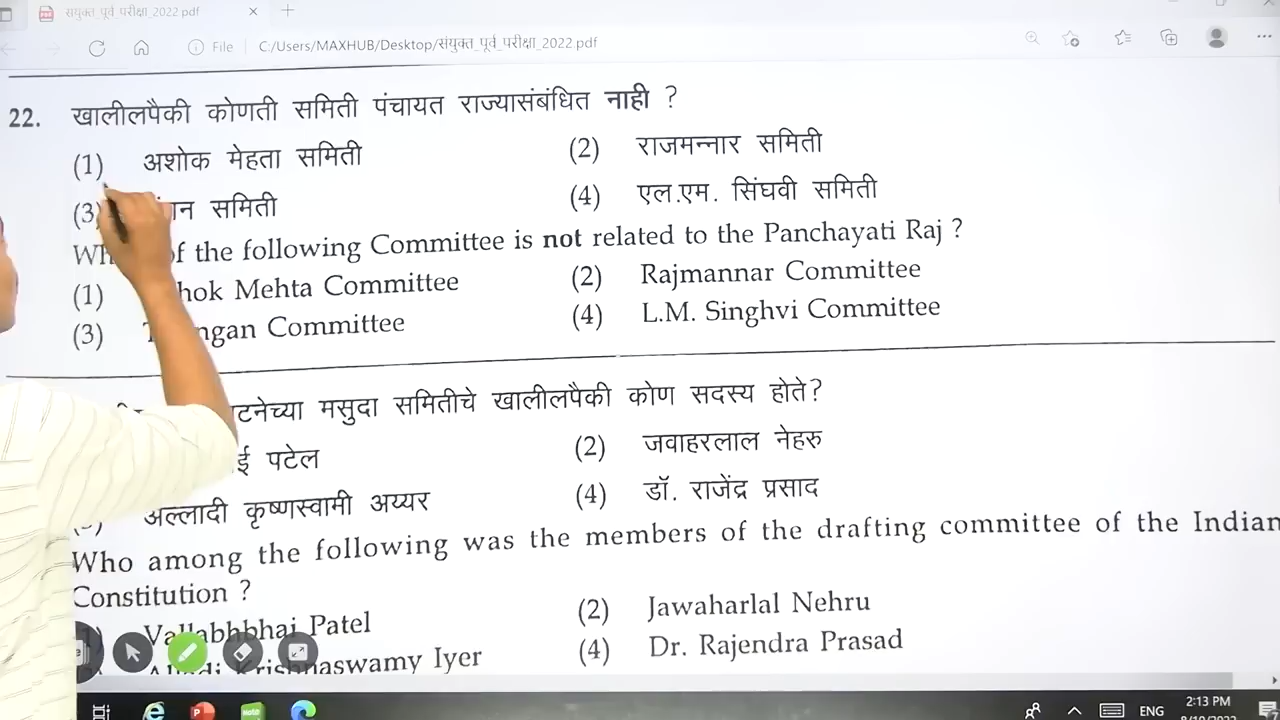 संयुक्त_पूर्व_परीक्षा_2022.pdf
File C:/Users/MAXHUB/Desktop/संयुक्त_पूर्व_परीक्षा_2022.pdf
22. खालीलपैकी कोणती समिती पंचायत राज्यासंबंधित नाही ?
(1) अशोक मेहता समिती (2) राजमन्नार समिती
(3) समिती (4) एल.एम. सिंघवी समिती
of the following Committee is not related to the Panchayati Raj ?
(1) Mehta Committee (2) Rajmannar Committee
(3) Committee (4) L.M. Singhvi Committee
मसुदा समितीचे खालीलपैकी कोण सदस्य होते?
पटेल (2) जवाहरलाल नेहरु
अल्लादी कृष्णस्वामी अय्यर (4) डॉ. राजेंद्र प्रसाद
Who among the following was the members of the drafting committee of the Indian
Constitution ?
Vallabhbhai Patel (2) Jawaharlal Nehru
Krishnaswamy Iyer (4) Dr. Rajendra Prasad
ENG 2:13 PM